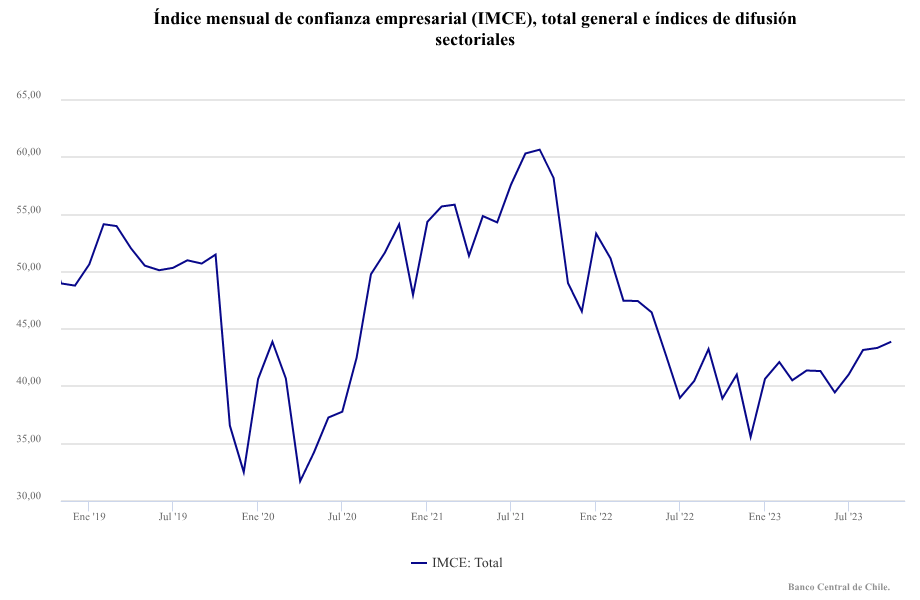 Índice mensual de confianza empresarial (IMCE), total general e índices de difusión
sectoriales
65,00
60,00
55,00
50,00
45,00
40,00
35,00
30,00
Ene '19 Jul '19 Ene '20 Jul '20 Ene '21 Jul '21 Ene '22 Jul '22 Ene '23 Jul '23
IMCE: Total
Banco Central de Chile.